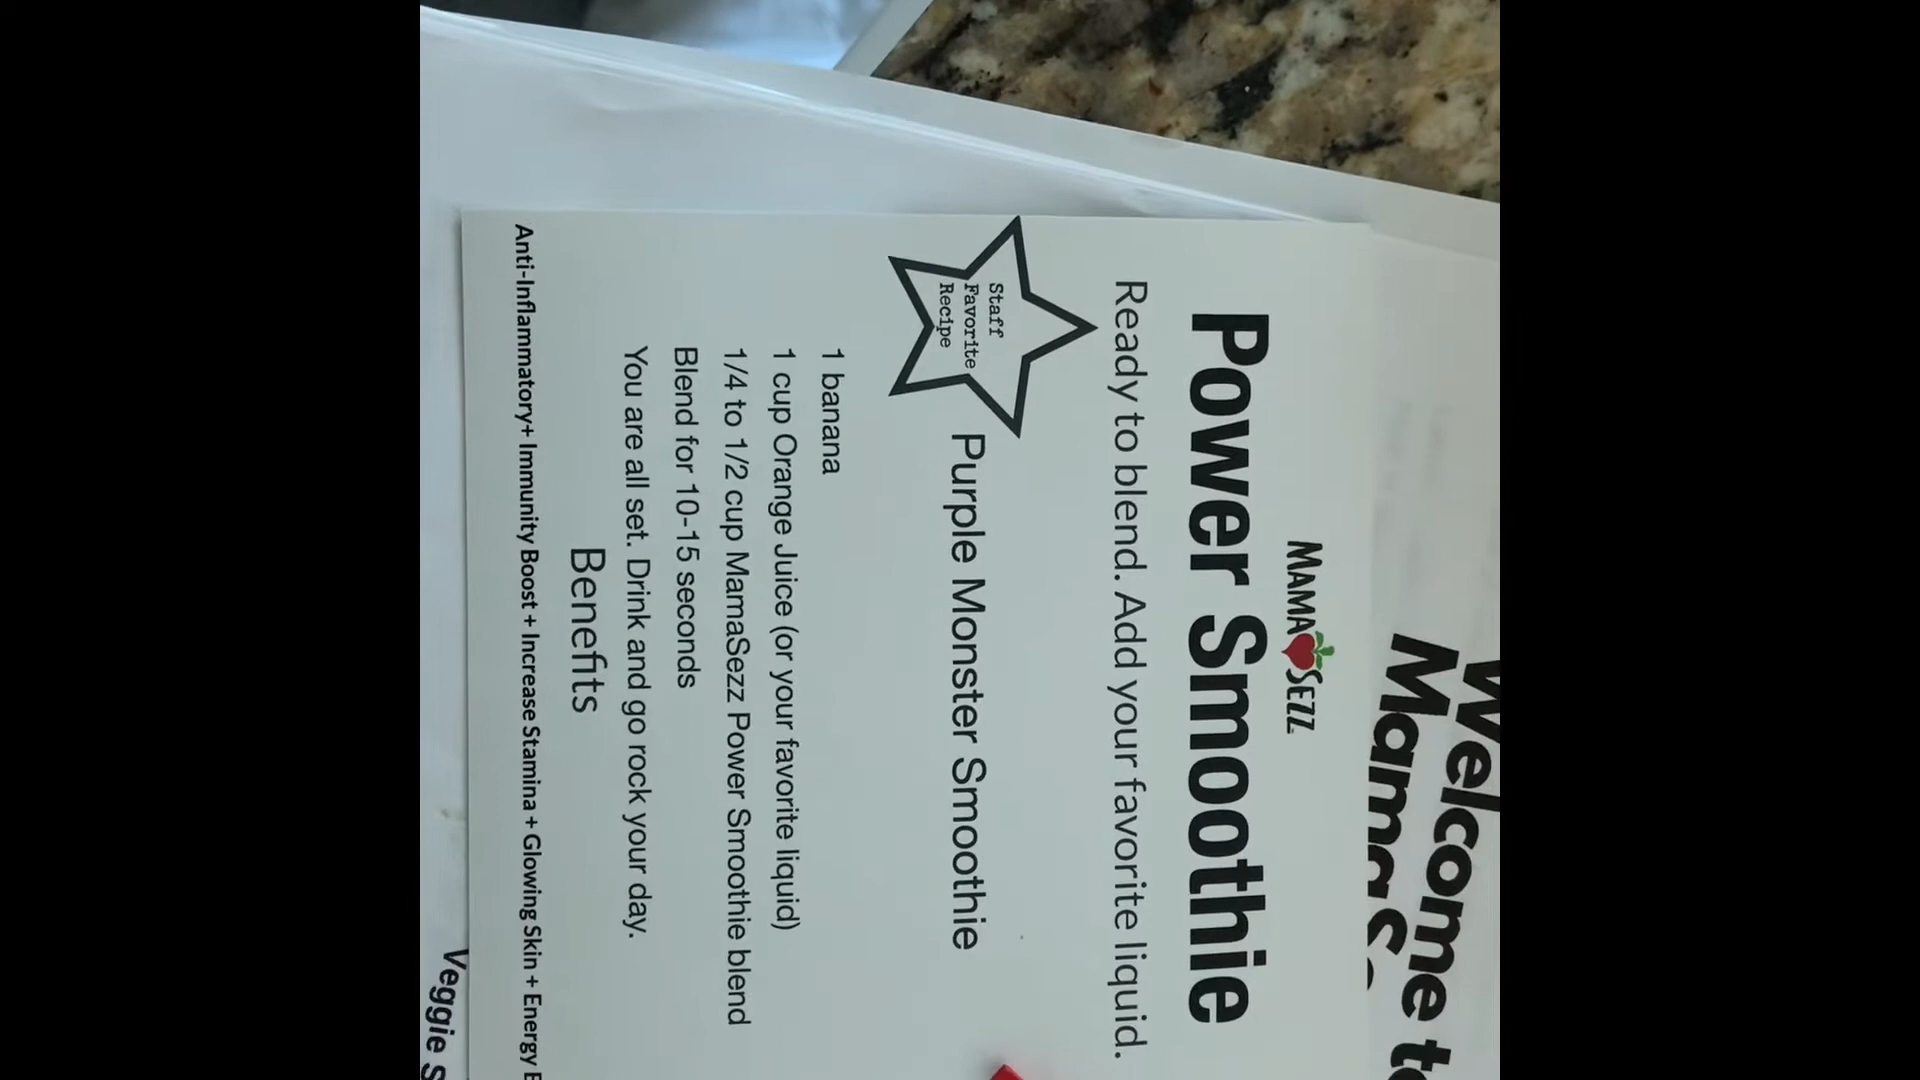 Welcome
MAMA SEZZ
Power Smoothie
Ready to blend. Add your favorite liquid.
Staff
Favorite
Recipe
Purple Monster Smoothie
1 banana
1 cup Orange Juice (or your favorite liquid)
1/4 to 1/2 cup MamaSezz Power Smoothie blend
Blend for 10-15 seconds
You are all set. Drink and go rock your day.
Benefits
Anti-Inflammatory+ Immunity Boost + Increase Stamina + Glowing Skin + Energy
Veggie